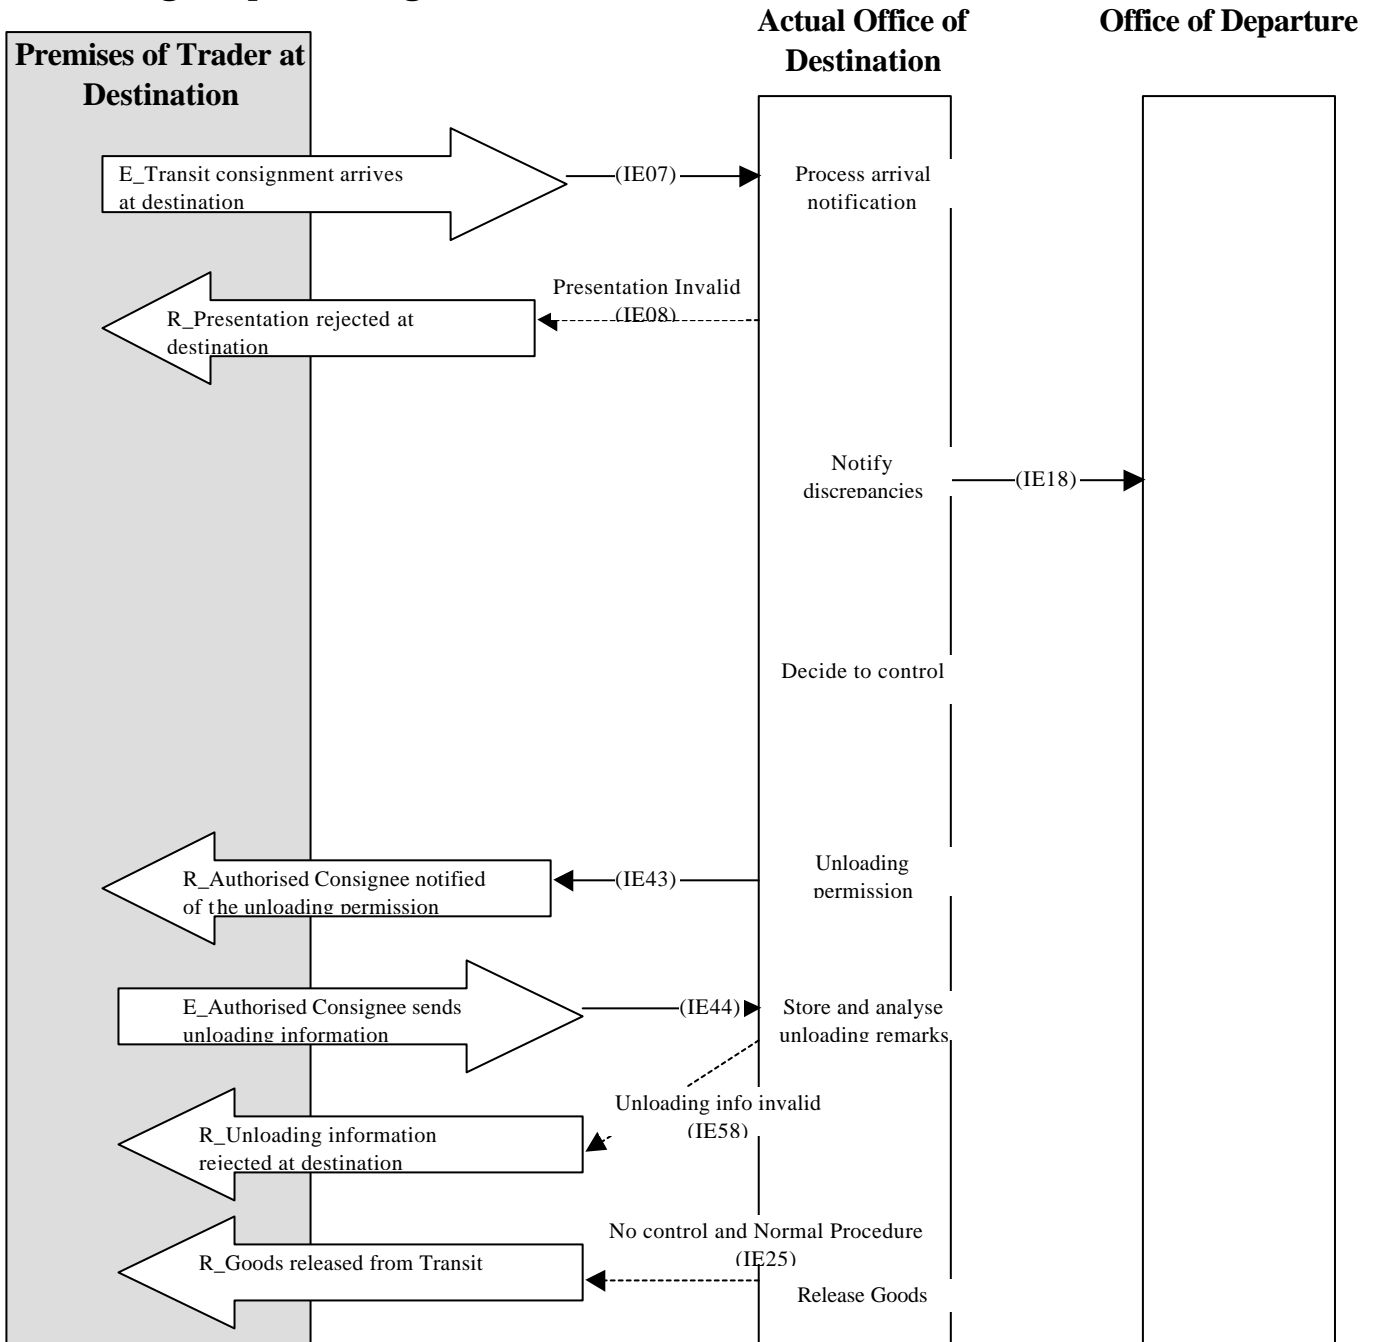 Actual Office of
Destination
Office of Departure
Premises of Trader at
Destination
E_Transit consignment arrives
at destination
(IE07)
Process arrival
notification
Presentation Invalid
(IE08)
R_Presentation rejected at
destination
Notify
discrepancies
(IE18)
Decide to control
R_Authorised Consignee notified
of the unloading permission
(IE43)
Unloading
permission
E_Authorised Consignee sends
unloading information
(IE44)
Store and analyse
unloading remarks
Unloading info invalid
(IE58)
R_Unloading information
rejected at destination
No control and Normal Procedure
(IE25)
R_Goods released from Transit
Release Goods